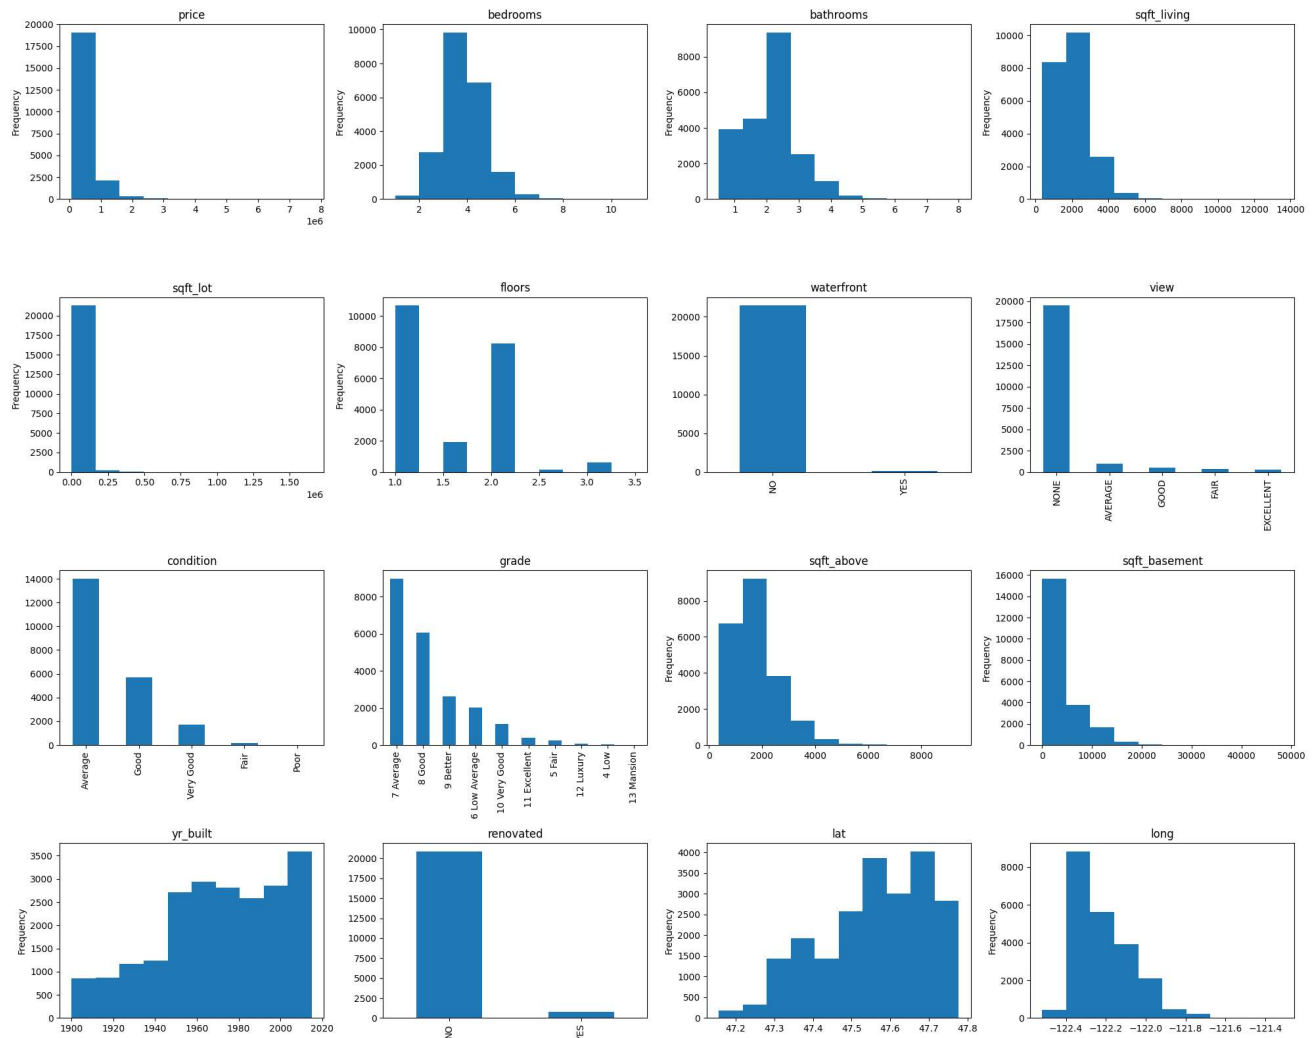 price
Frequency
20000
17500
15000
12500
10000
7500
5000
2500
0
0 1 2 3 4 5 6 7 8
1e6
bedrooms
Frequency
10000
8000
6000
4000
2000
0
2 4 6 8 10
bathrooms
Frequency
8000
6000
4000
2000
0
1 2 3 4 5 6 7 8
sqft_living
Frequency
10000
8000
6000
4000
2000
0
0 2000 4000 6000 8000 10000 12000 14000
sqft_lot
Frequency
20000
17500
15000
12500
10000
7500
5000
2500
0
0.00 0.25 0.50 0.75 1.00 1.25 1.50
1e6
floors
Frequency
10000
8000
6000
4000
2000
0
1.0 1.5 2.0 2.5 3.0 3.5
waterfront
20000
15000
10000
5000
0
NO
YES
view
20000
17500
15000
12500
10000
7500
5000
2500
0
NONE
AVERAGE
GOOD
FAIR
EXCELLENT
condition
14000
12000
10000
8000
6000
4000
2000
0
Average
Good
Very Good
Fair
Poor
grade
8000
6000
4000
2000
0
7 Average
8 Good
9 Better
6 Low Average
10 Very Good
11 Excellent
5 Fair
12 Luxury
4 Low
13 Mansion
sqft_above
Frequency
8000
6000
4000
2000
0
0 2000 4000 6000 8000
sqft_basement
Frequency
16000
14000
12000
10000
8000
6000
4000
2000
0
0 10000 20000 30000 40000 50000
yr_built
Frequency
3500
3000
2500
2000
1500
1000
500
0
1900 1920 1940 1960 1980 2000 2020
renovated
20000
17500
15000
12500
10000
7500
5000
2500
0
NO
YES
lat
Frequency
4000
3500
3000
2500
2000
1500
1000
500
0
47.2 47.3 47.4 47.5 47.6 47.7 47.8
long
Frequency
8000
6000
4000
2000
0
−122.4 −122.2 −122.0 −121.8 −121.6 −121.4